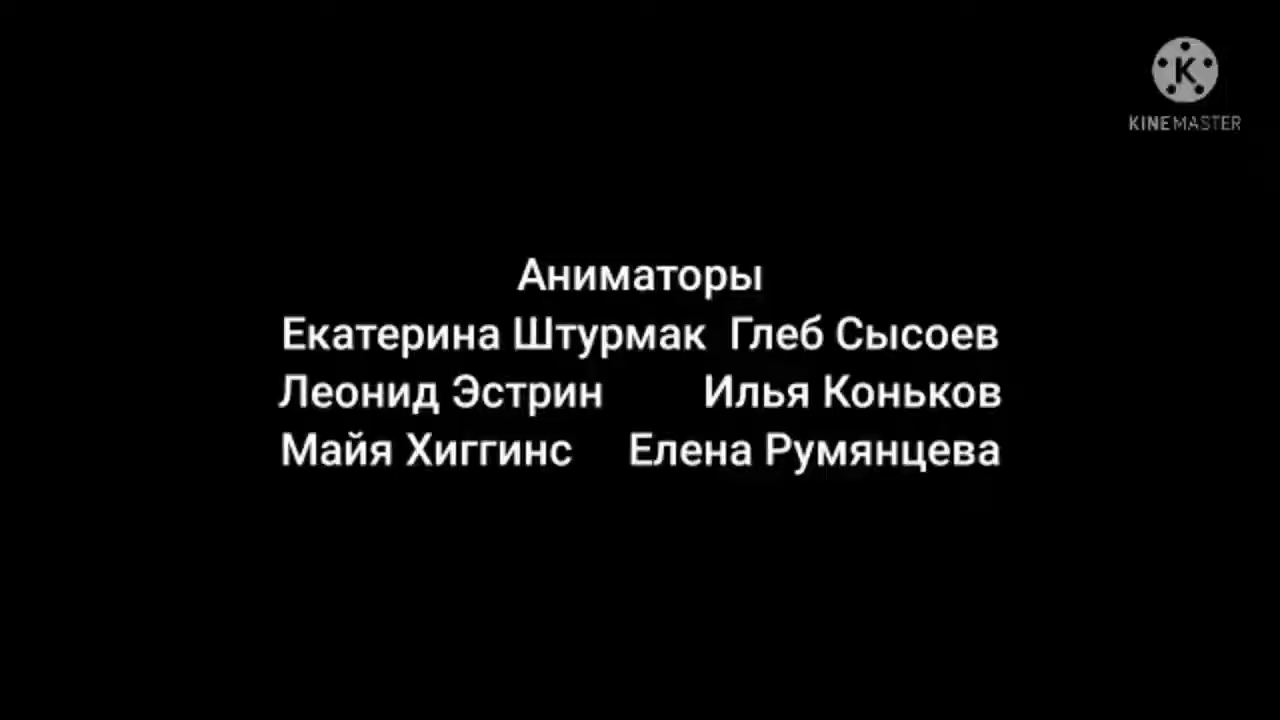 KINEMASTER
Аниматоры
Екатерина Штурмак Глеб Сысоев
Леонид Эстрин Илья Коньков
Майя Хиггинс Елена Румянцева